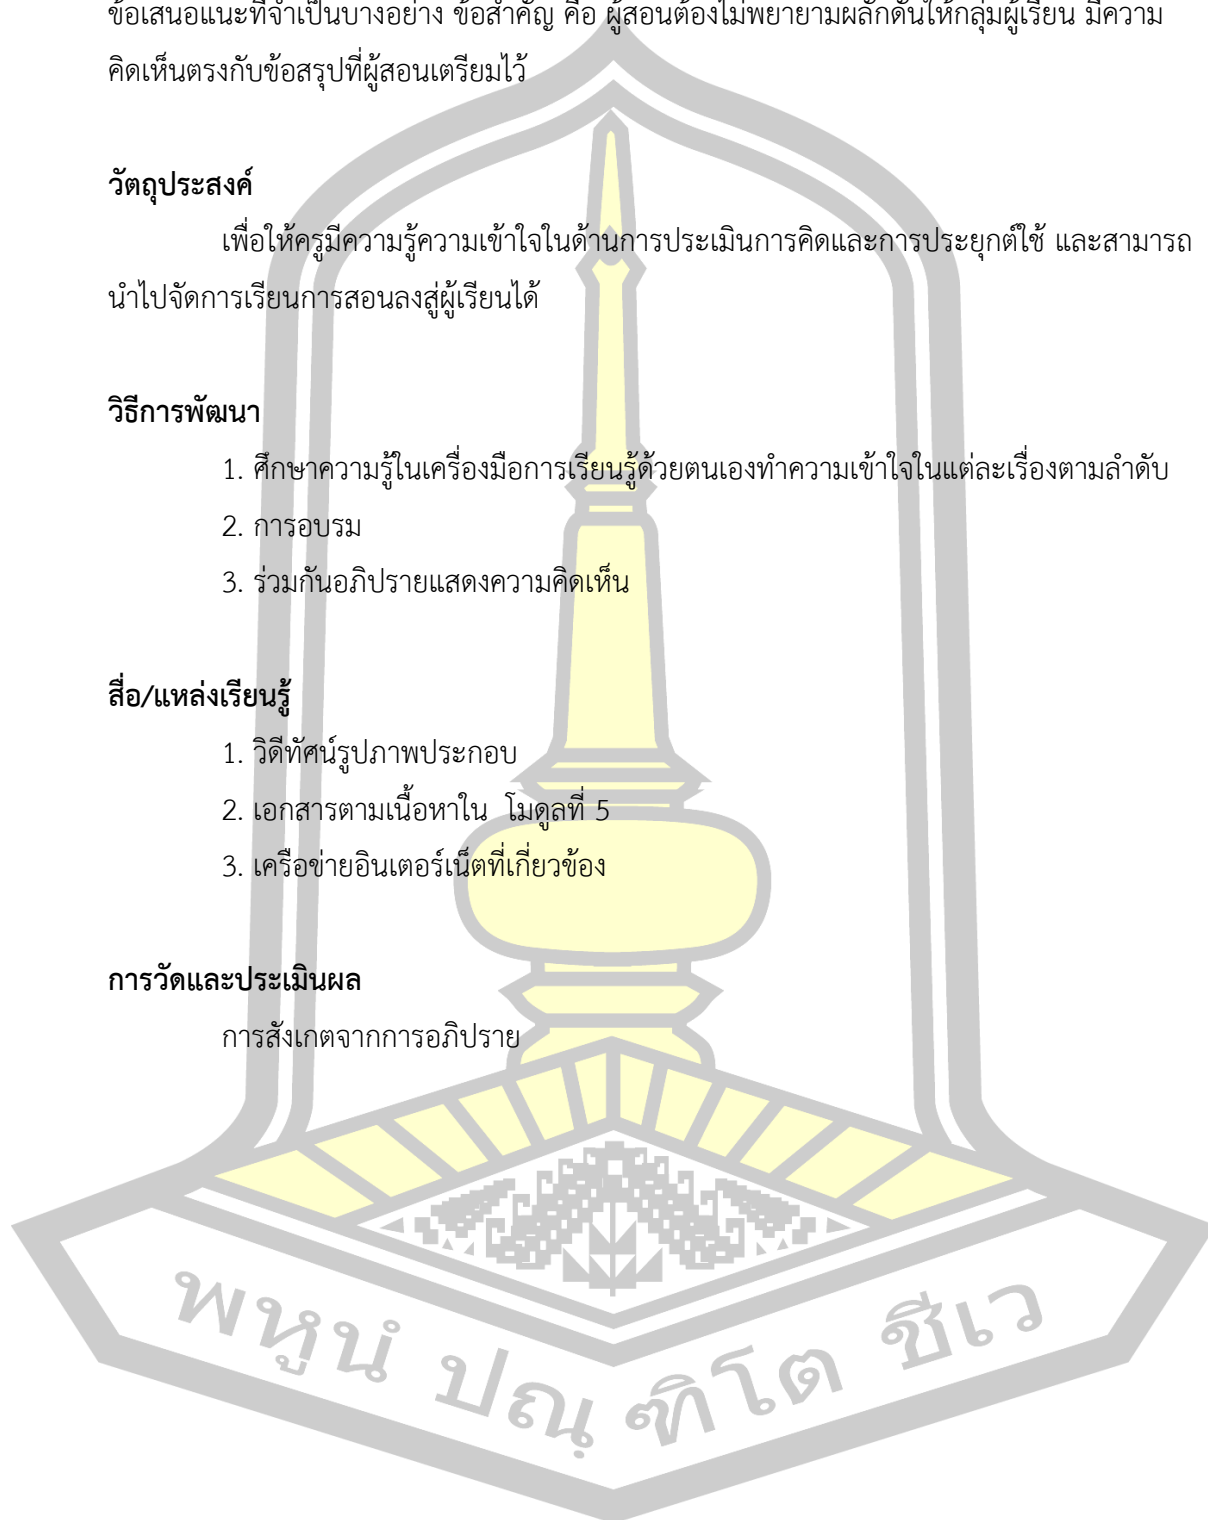 ข้อเสนอแนะที่จำเป็นบางอย่าง ข้อสำคัญ คือ ผู้สอนต้องไม่พยายามผลักดันให้กลุ่มผู้เรียน มีความ
คิดเห็นตรงกับข้อสรุปที่ผู้สอนเตรียมไว้
วัตถุประสงค์
เพื่อให้ครูมีความรู้ความเข้าใจในด้านการประเมินการคิดและการประยุกต์ใช้ และสามารถ
นำไปจัดการเรียนการสอนลงสู่ผู้เรียนได้
วิธีการพัฒนา
1. ศึกษาความรู้ในเครื่องมือการเรียนรู้ด้วยตนเองทำความเข้าใจในแต่ละเรื่องตามลำดับ
2. การอบรม
3. ร่วมกันอภิปรายแสดงความคิดเห็น
สื่อ/แหล่งเรียนรู้
1. วิดีทัศน์รูปภาพประกอบ
2. เอกสารตามเนื้อหาใน โมดูลที่ 5
3. เครือข่ายอินเตอร์เน็ตที่เกี่ยวข้อง
การวัดและประเมินผล
การสังเกตจากการอภิปราย
พหูนํ ปณฺฑิโต ชีเว